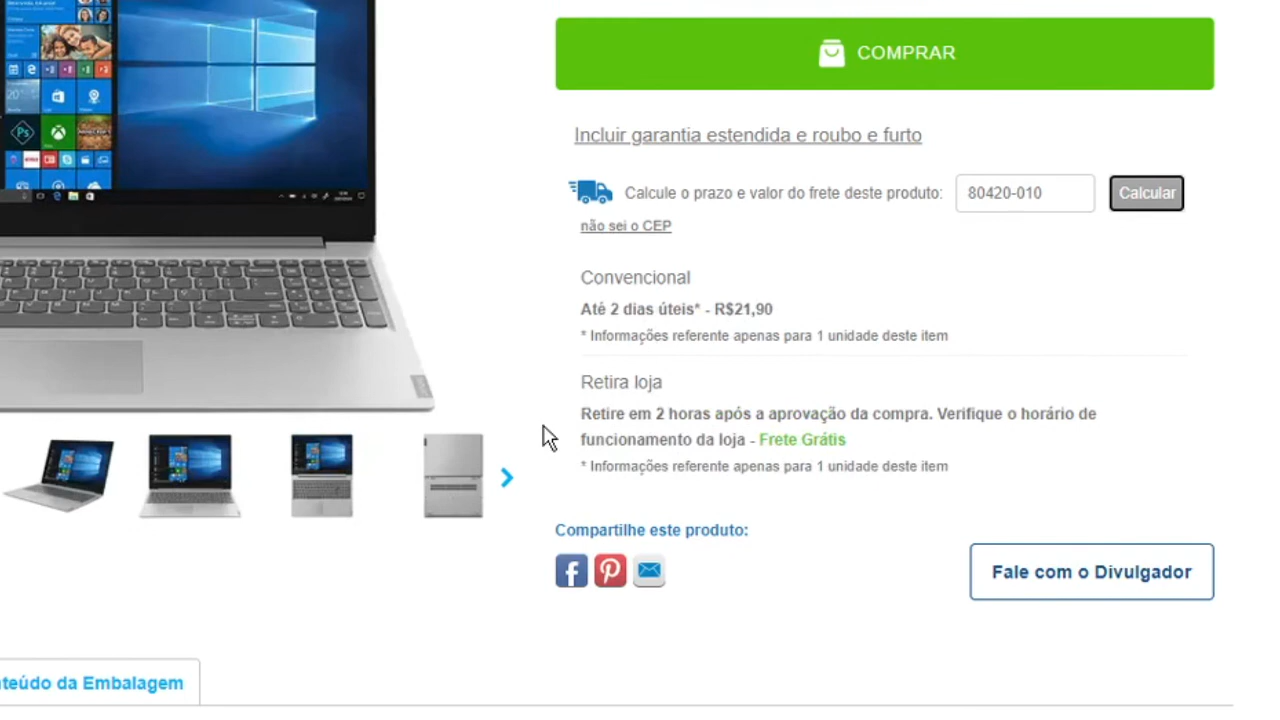 COMPRAR
Incluir garantia estendida e roubo e furto
Calcule o prazo e valor do frete deste produto: 80420-010 Calcular
não sei o CEP
Convencional
Até 2 dias úteis* - R$21,90
* Informações referente apenas para 1 unidade deste item
Retira loja
Retire em 2 horas após a aprovação da compra. Verifique o horário de
funcionamento da loja - Frete Grátis
* Informações referente apenas para 1 unidade deste item
Compartilhe este produto:
Fale com o Divulgador
teúdo da Embalagem